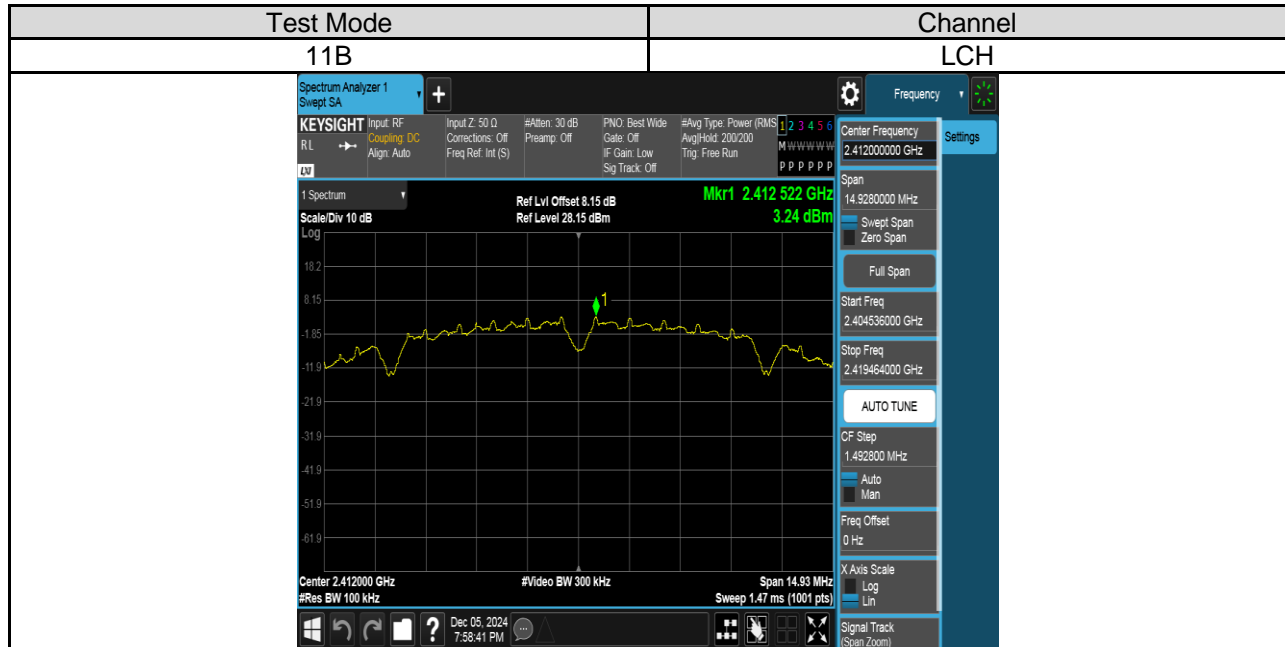 Test Mode Channel
11B LCH
Spectrum Analyzer 1
Swept SA
+
Frequency
KEYSIGHT Input: RF Input Z: 50 Ω #Atten: 30 dB PNO: Best Wide #Avg Type: Power (RMS 1 2 3 4 5 6
RL Coupling: DC Corrections: Off Preamp: Off Gate: Off Avg|Hold: 200/200 M W W W W W
Align: Auto Freq Ref: Int (S) IF Gain: Low Trig: Free Run
LXI Sig Track: Off P P P P P P
1 Spectrum Ref Lvl Offset 8.15 dB Mkr1 2.412 522 GHz
Scale/Div 10 dB Ref Level 28.15 dBm 3.24 dBm
Log
18.2
8.15
1
-1.85
-11.9
-21.9
-31.9
-41.9
-51.9
-61.9
Center 2.412000 GHz #Video BW 300 kHz Span 14.93 MHz
#Res BW 100 kHz Sweep 1.47 ms (1001 pts)
? Dec 05, 2024
7:58:41 PM
Center Frequency
2.412000000 GHz
Settings
Span
14.9280000 MHz
Swept Span
Zero Span
Full Span
Start Freq
2.404536000 GHz
Stop Freq
2.419464000 GHz
AUTO TUNE
CF Step
1.492800 MHz
Auto
Man
Freq Offset
0 Hz
X Axis Scale
Log
Lin
Signal Track
(Span Zoom)